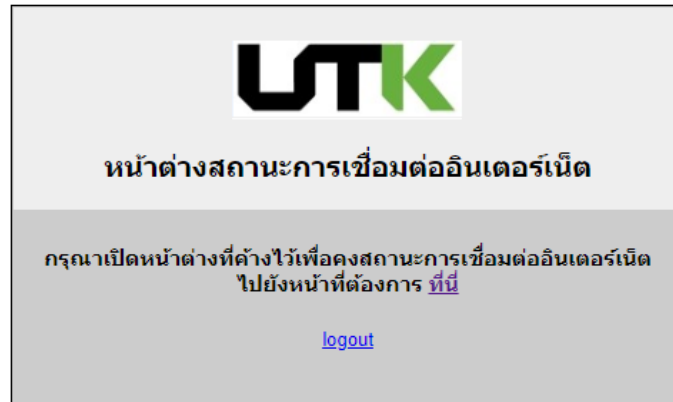 UTK
หน้าต่างสถานะการเชื่อมต่ออินเตอร์เน็ต
กรุณาเปิดหน้าต่างที่ค้างไว้เพื่อคงสถานะการเชื่อมต่ออินเตอร์เน็ต
ไปยังหน้าที่ต้องการ ที่นี่
logout